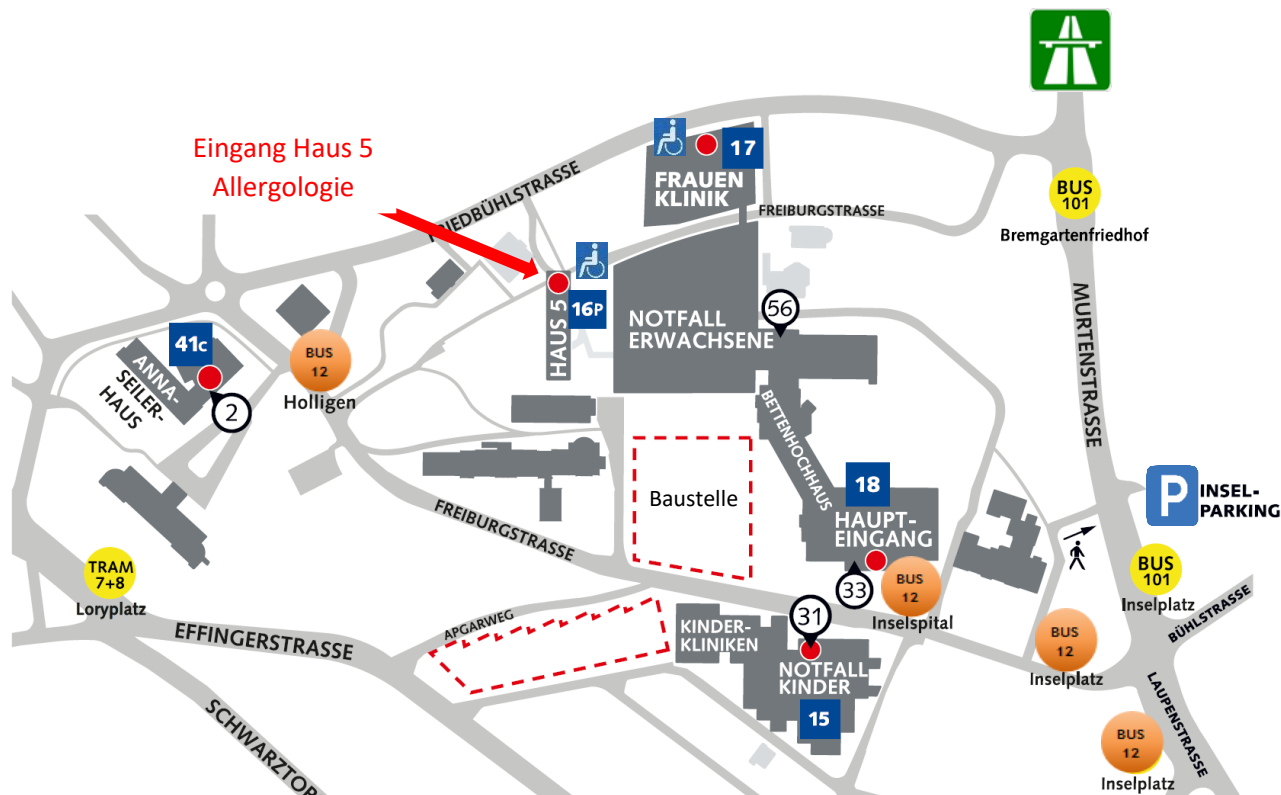 Eingang Haus 5
Allergologie
FRIEDBÜHLSTRASSE
17
FRAUEN
KLINIK
FREIBURGSTRASSE
BUS
101
Bremgartenfriedhof
MURTENSTRASSE
HAUS 5
16P
NOTFALL
ERWACHSENE
56
41c
ANNA-
SEILER-
HAUS
2
BUS
12
Holligen
BETTENHOCHHAUS
Baustelle
18
HAUPT-
EINGANG
33
BUS
12
Inselspital
P
INSEL-
PARKING
FREIBURGSTRASSE
TRAM
7+8
Loryplatz
EFFINGERSTRASSE
APGARWEG
KINDER-
KLINIKEN
31
NOTFALL
KINDER
15
BUS
101
Inselplatz
BUS
12
Inselplatz
BÜHLSTRASSE
LAUPENSTRASSE
BUS
12
Inselplatz
SCHWARZTOR